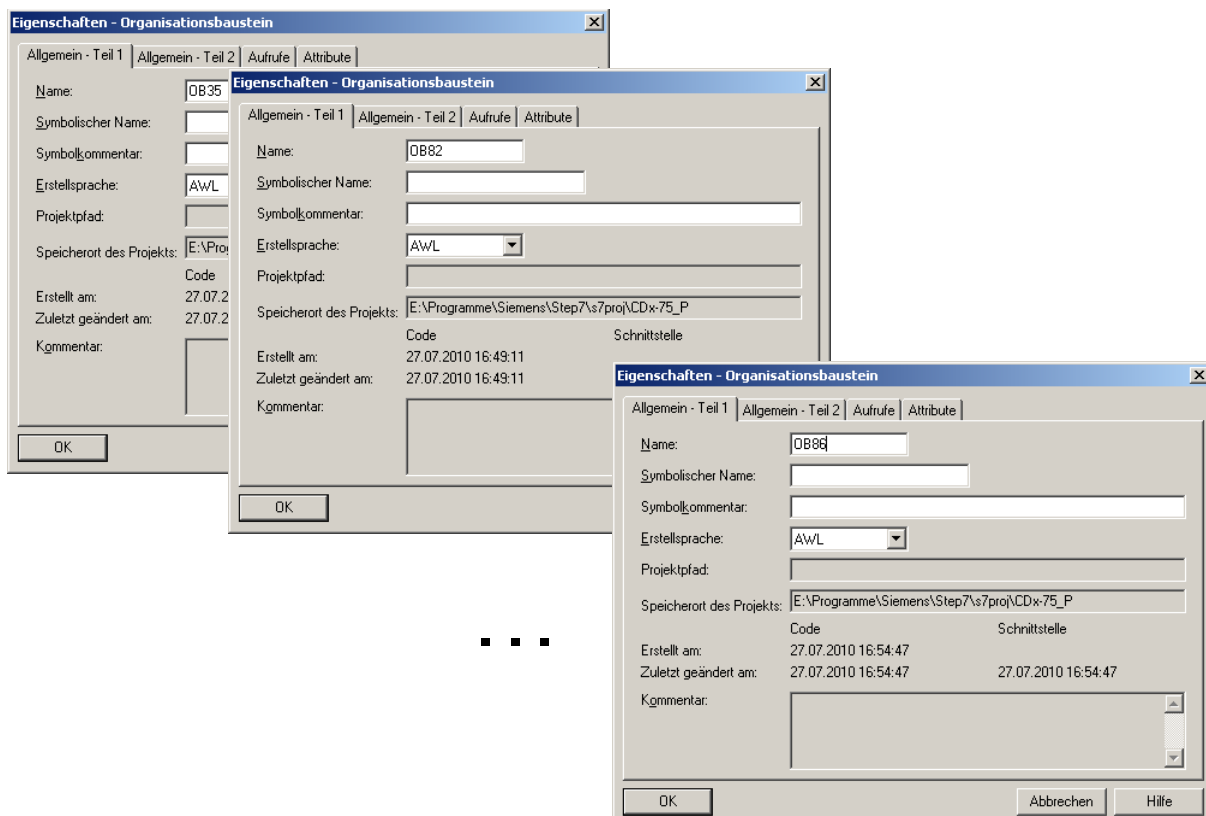 Eigenschaften - Organisationsbaustein
Allgemein - Teil 1 Allgemein - Teil 2 Aufrufe Attribute
Name: OB35
Symbolischer Name:
Symbolkommentar:
Erstellsprache: AWL
Projektpfad:
Speicherort des Projekts: E:\Prog
Code
Erstellt am: 27.07.2
Zuletzt geändert am: 27.07.2
Kommentar:
OK
Eigenschaften - Organisationsbaustein
Allgemein - Teil 1 Allgemein - Teil 2 Aufrufe Attribute
Name: OB82
Symbolischer Name:
Symbolkommentar:
Erstellsprache: AWL
Projektpfad:
Speicherort des Projekts: E:\Programme\Siemens\Step7\s7proj\CDx-75_P
Code Schnittstelle
Erstellt am: 27.07.2010 16:49:11
Zuletzt geändert am: 27.07.2010 16:49:11
Kommentar:
OK
. . .
Eigenschaften - Organisationsbaustein
Allgemein - Teil 1 Allgemein - Teil 2 Aufrufe Attribute
Name: OB86
Symbolischer Name:
Symbolkommentar:
Erstellsprache: AWL
Projektpfad:
Speicherort des Projekts: E:\Programme\Siemens\Step7\s7proj\CDx-75_P
Code Schnittstelle
Erstellt am: 27.07.2010 16:54:47
Zuletzt geändert am: 27.07.2010 16:54:47 27.07.2010 16:54:47
Kommentar:
OK Abbrechen Hilfe